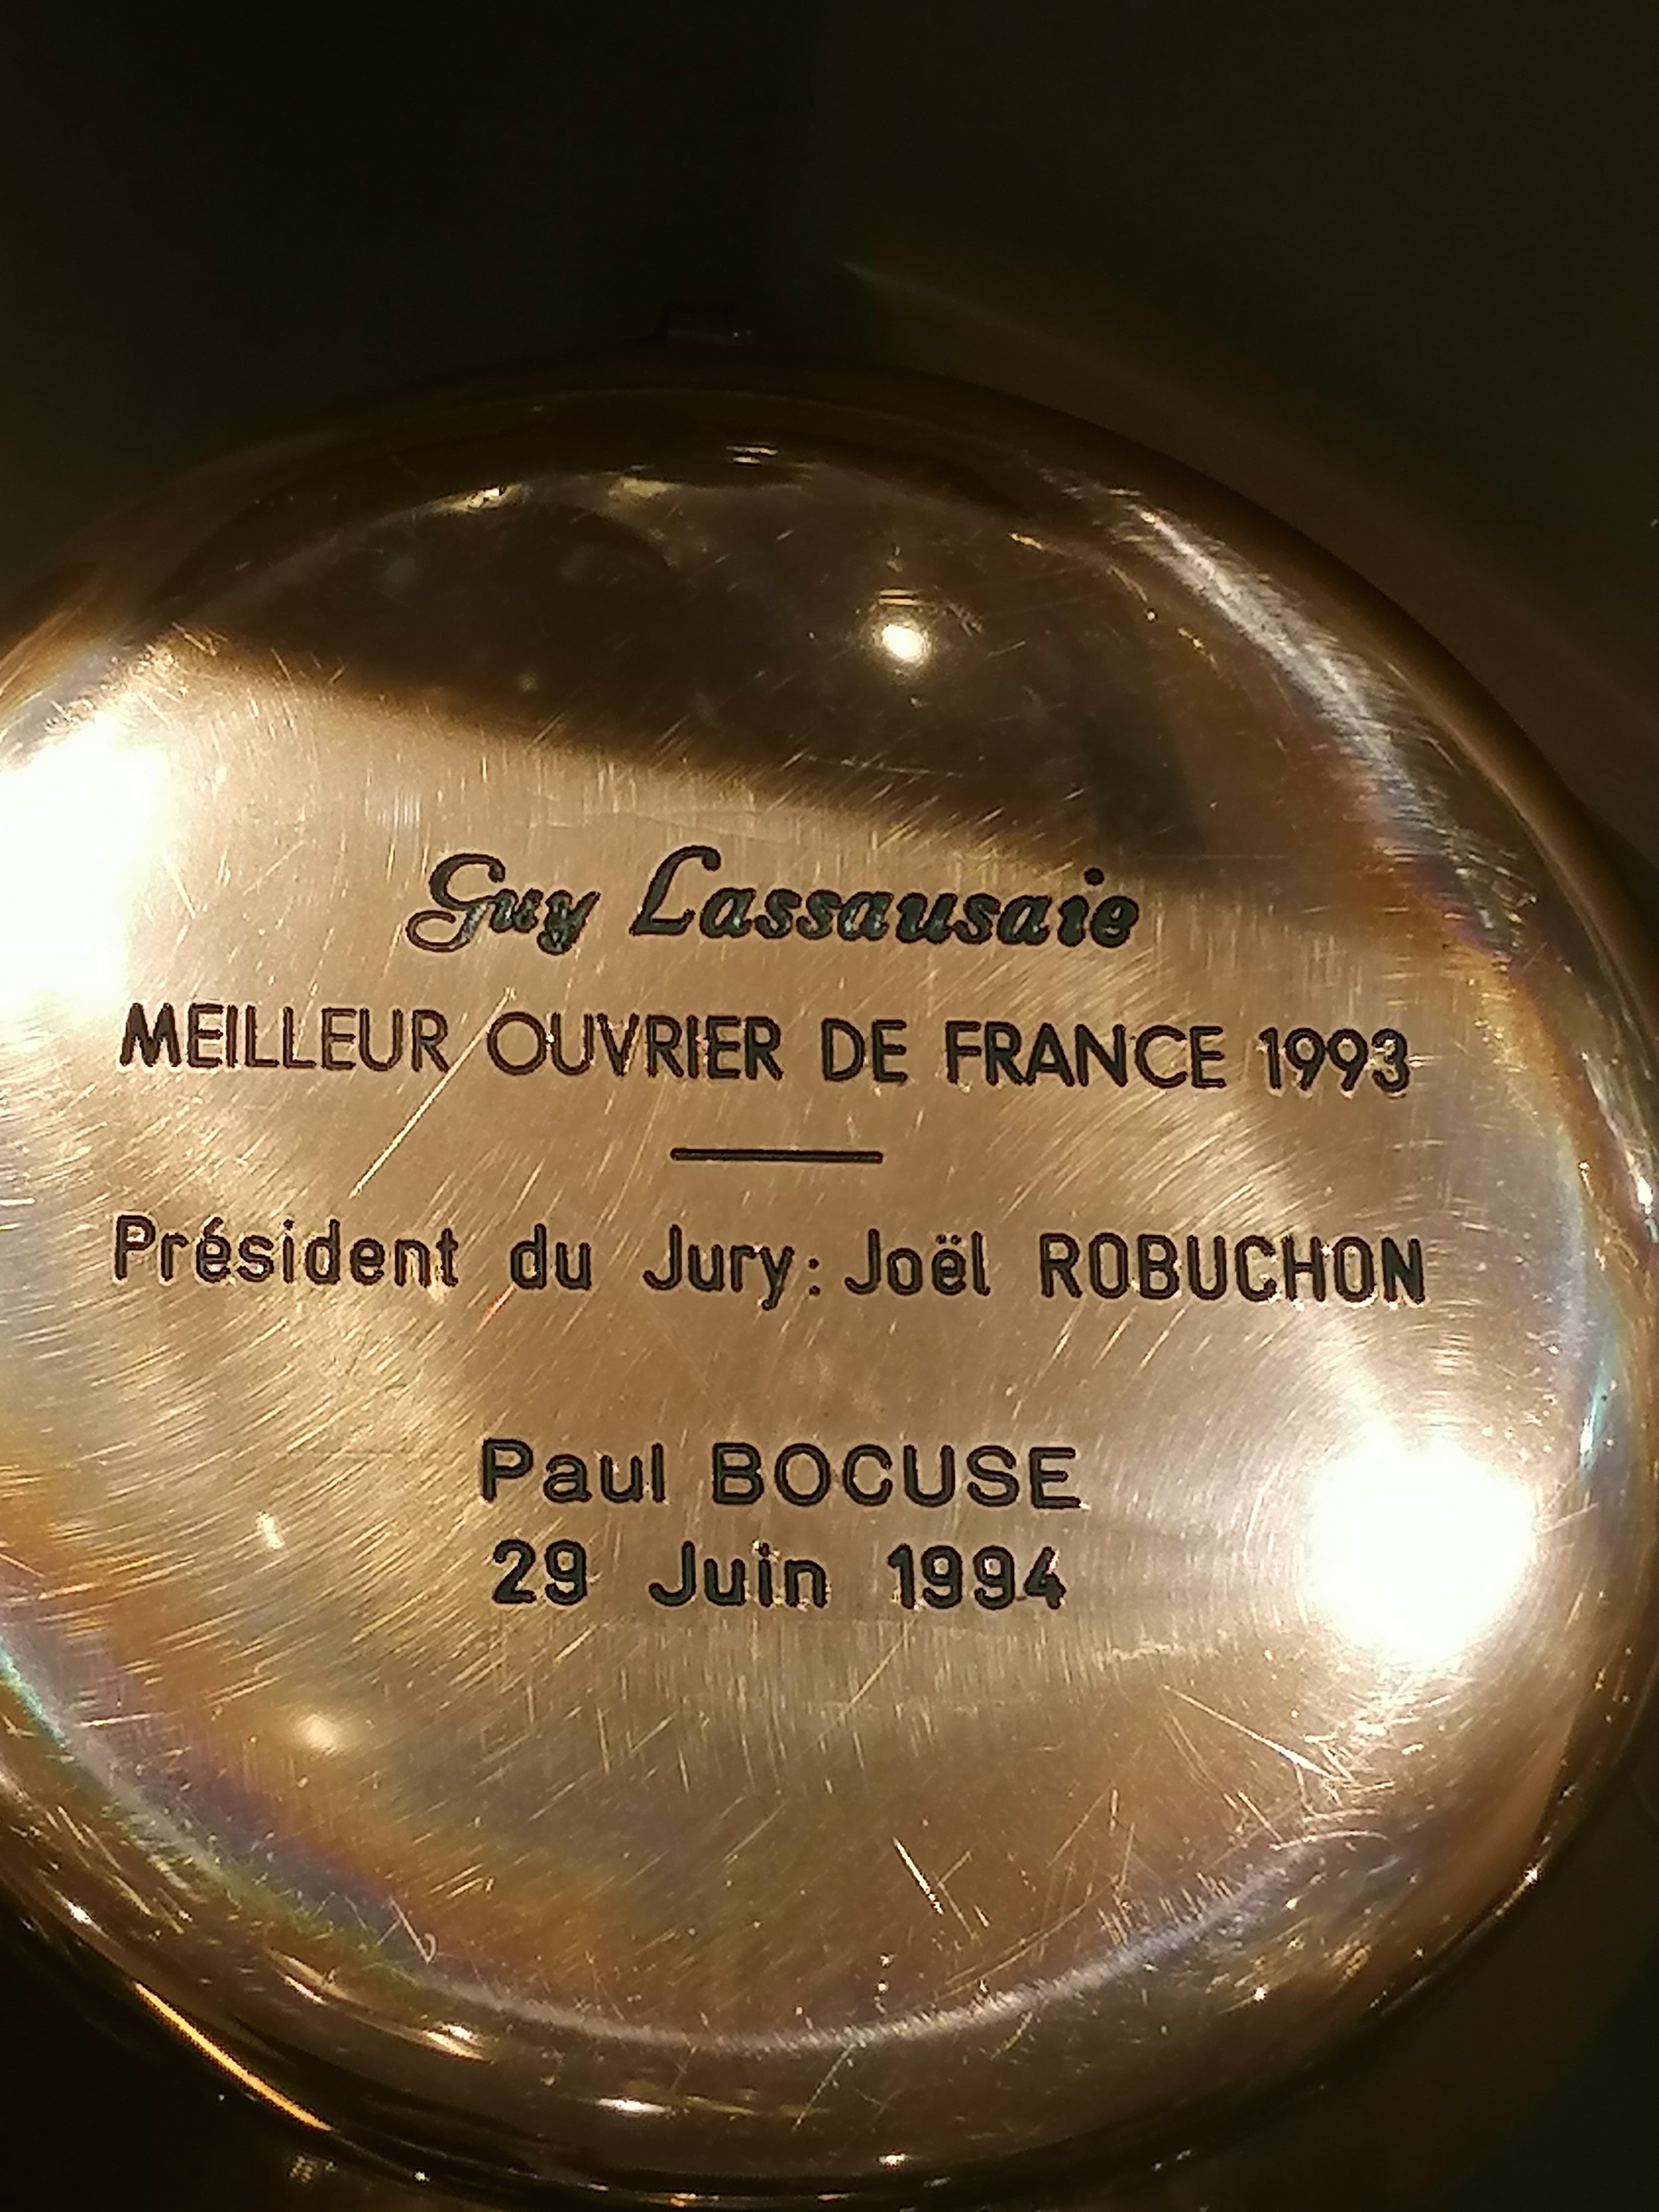 Guy Lassausaie
MEILLEUR OUVRIER DE FRANCE 1993
Président du Jury: Joël ROBUCHON
Paul BOCUSE
29 Juin 1994